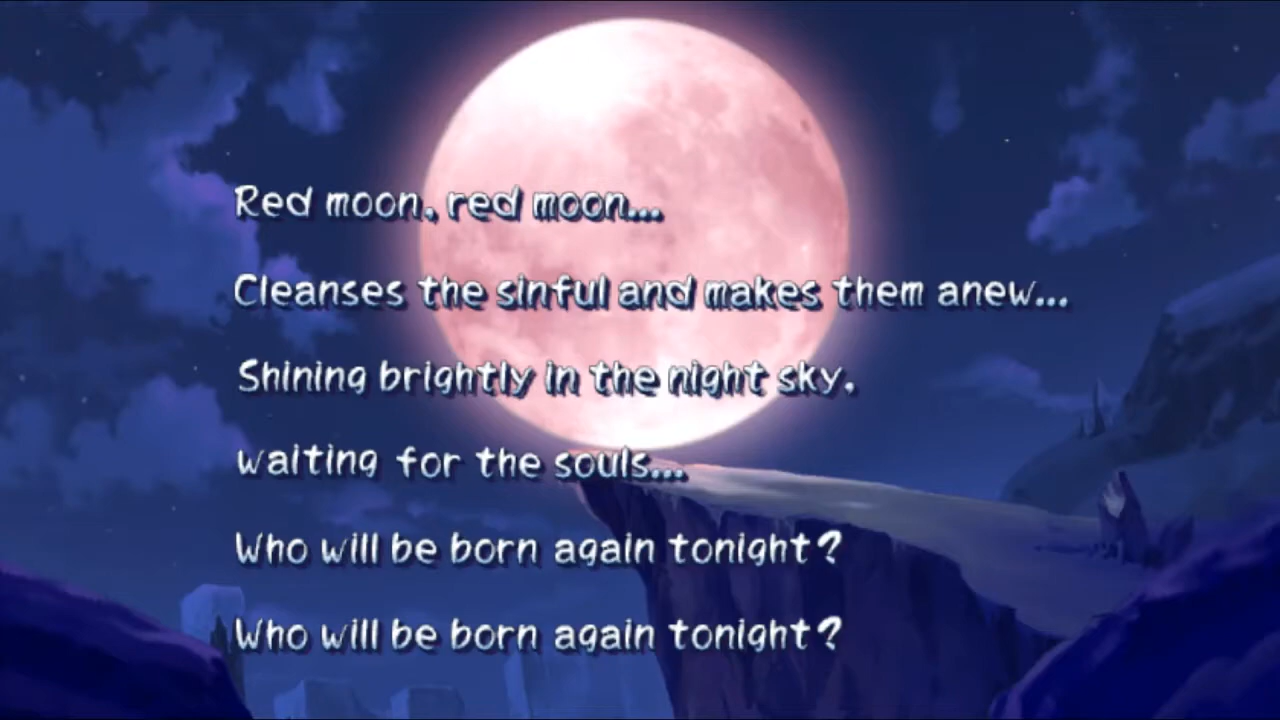 Red moon, red moon...
Cleanses the sinful and makes them anew...
Shining brightly in the night sky,
waiting for the souls...
Who will be born again tonight?
Who will be born again tonight?